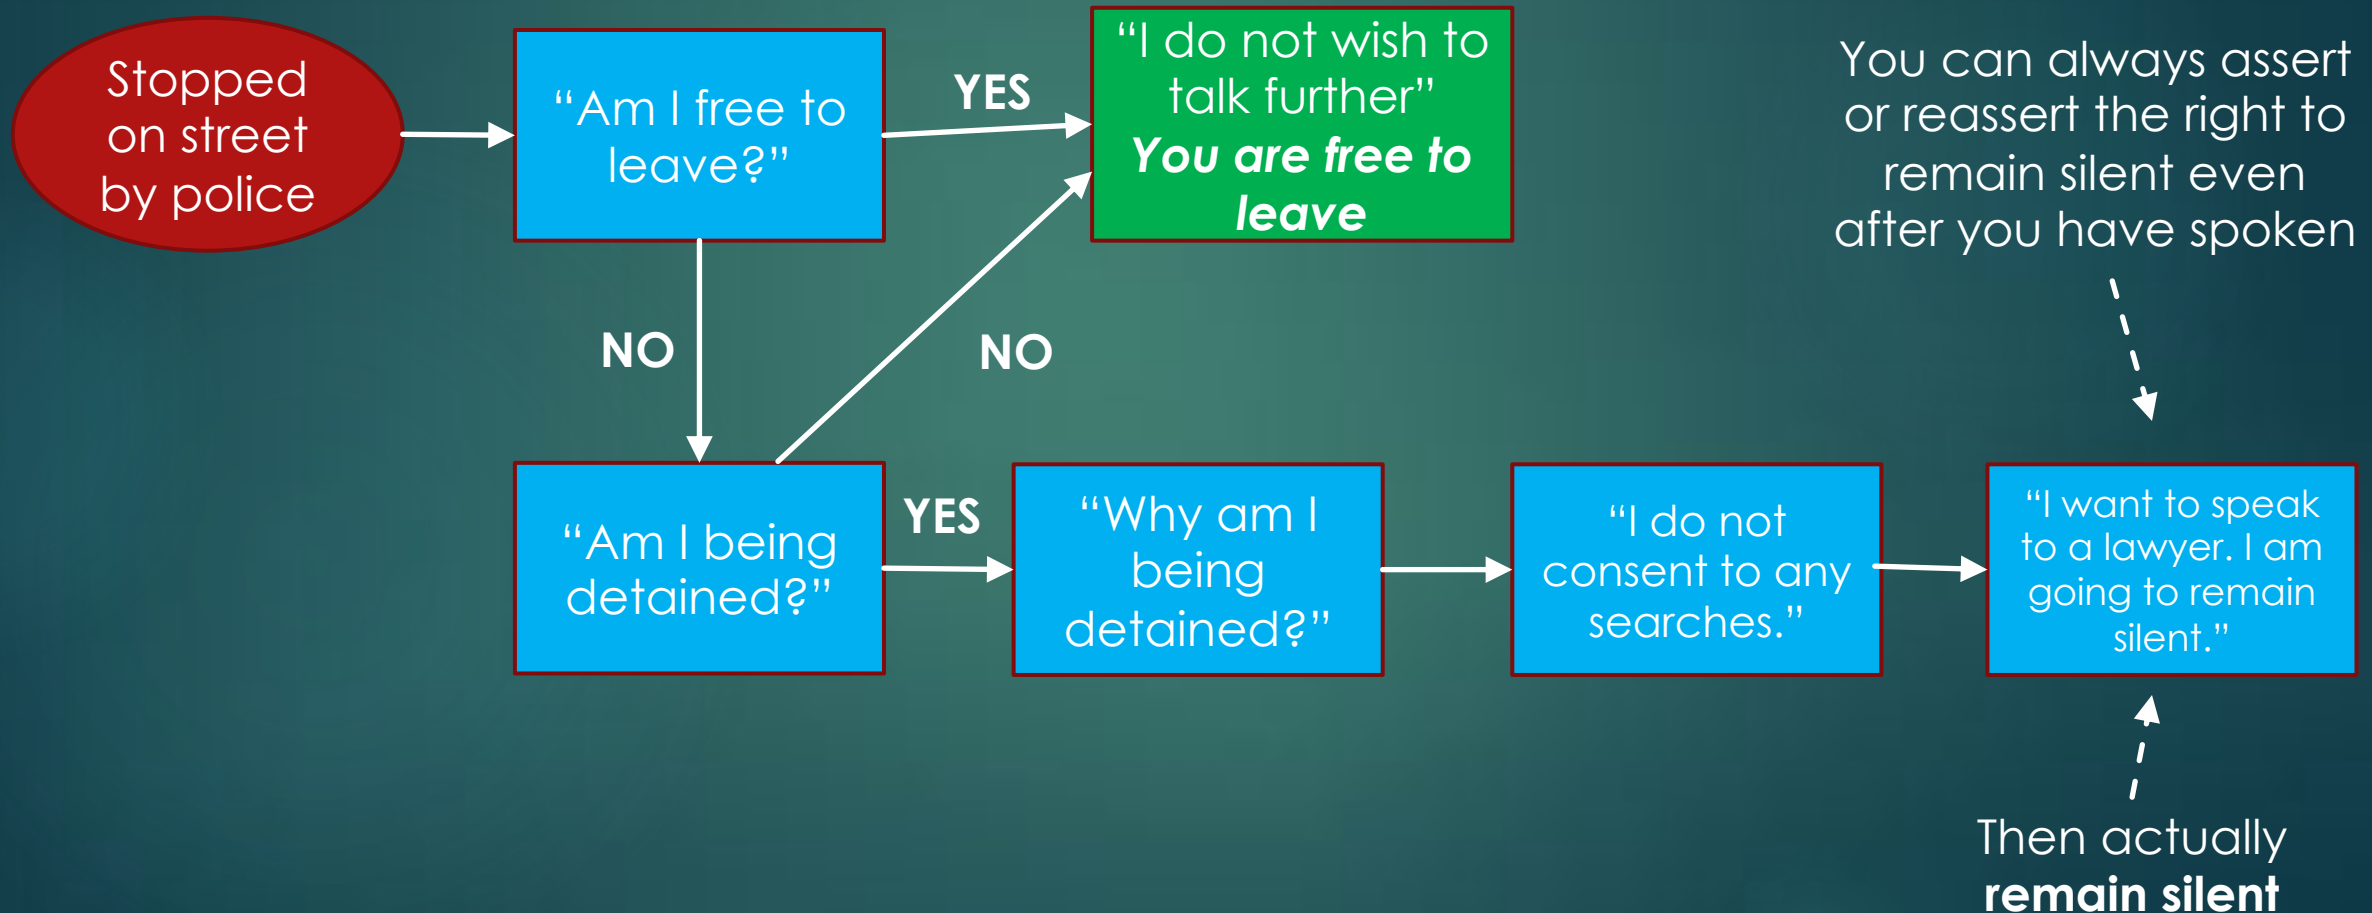 Stopped
on street
by police
“Am I free to
leave?”
YES
“I do not wish to
talk further”
You are free to
leave
You can always assert
or reassert the right to
remain silent even
after you have spoken
NO
NO
“Am I being
detained?”
YES
“Why am I
being
detained?”
“I do not
consent to any
searches.”
“I want to speak
to a lawyer. I am
going to remain
silent.”
Then actually
remain silent